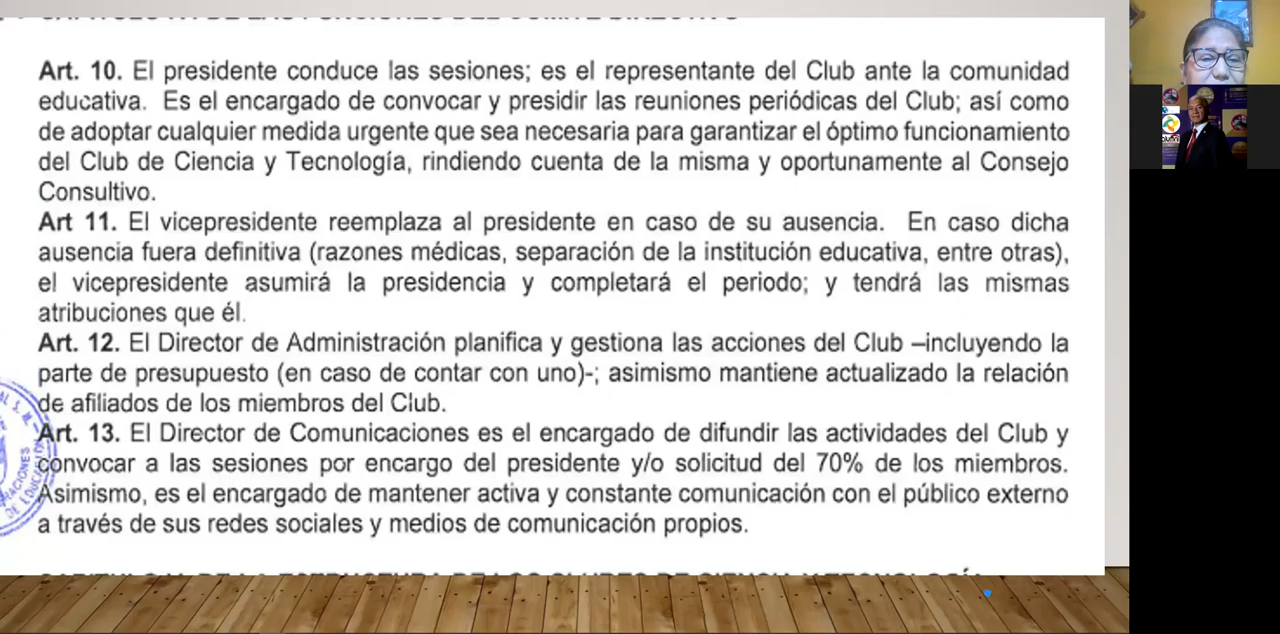 Art. 10. El presidente conduce las sesiones; es el representante del Club ante la comunidad
educativa. Es el encargado de convocar y presidir las reuniones periódicas del Club; así como
de adoptar cualquier medida urgente que sea necesaria para garantizar el óptimo funcionamiento
del Club de Ciencia y Tecnología, rindiendo cuenta de la misma y oportunamente al Consejo
Consultivo.
Art 11. El vicepresidente reemplaza al presidente en caso de su ausencia. En caso dicha
ausencia fuera definitiva (razones médicas, separación de la institución educativa, entre otras),
el vicepresidente asumirá la presidencia y completará el periodo; y tendrá las mismas
atribuciones que él.
Art. 12. El Director de Administración planifica y gestiona las acciones del Club –incluyendo la
parte de presupuesto (en caso de contar con uno)-; asimismo mantiene actualizado la relación
de afiliados de los miembros del Club.
Art. 13. El Director de Comunicaciones es el encargado de difundir las actividades del Club y
convocar a las sesiones por encargo del presidente y/o solicitud del 70% de los miembros.
Asimismo, es el encargado de mantener activa y constante comunicación con el público externo
a través de sus redes sociales y medios de comunicación propios.